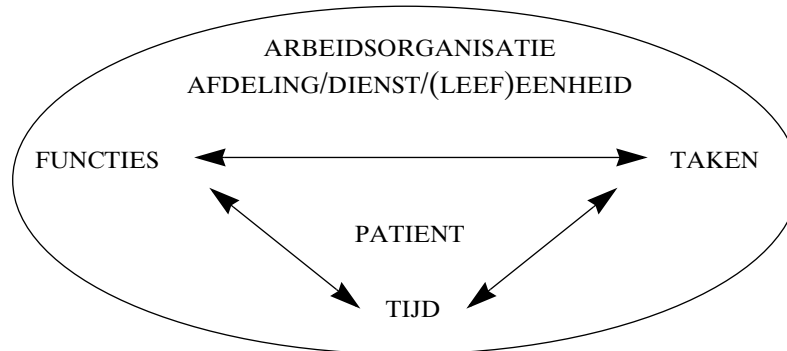 ARBEIDSORGANISATIE
AFDELING/DIENST/(LEEF)EENHEID
FUNCTIES TAKEN
PATIENT
TIJD